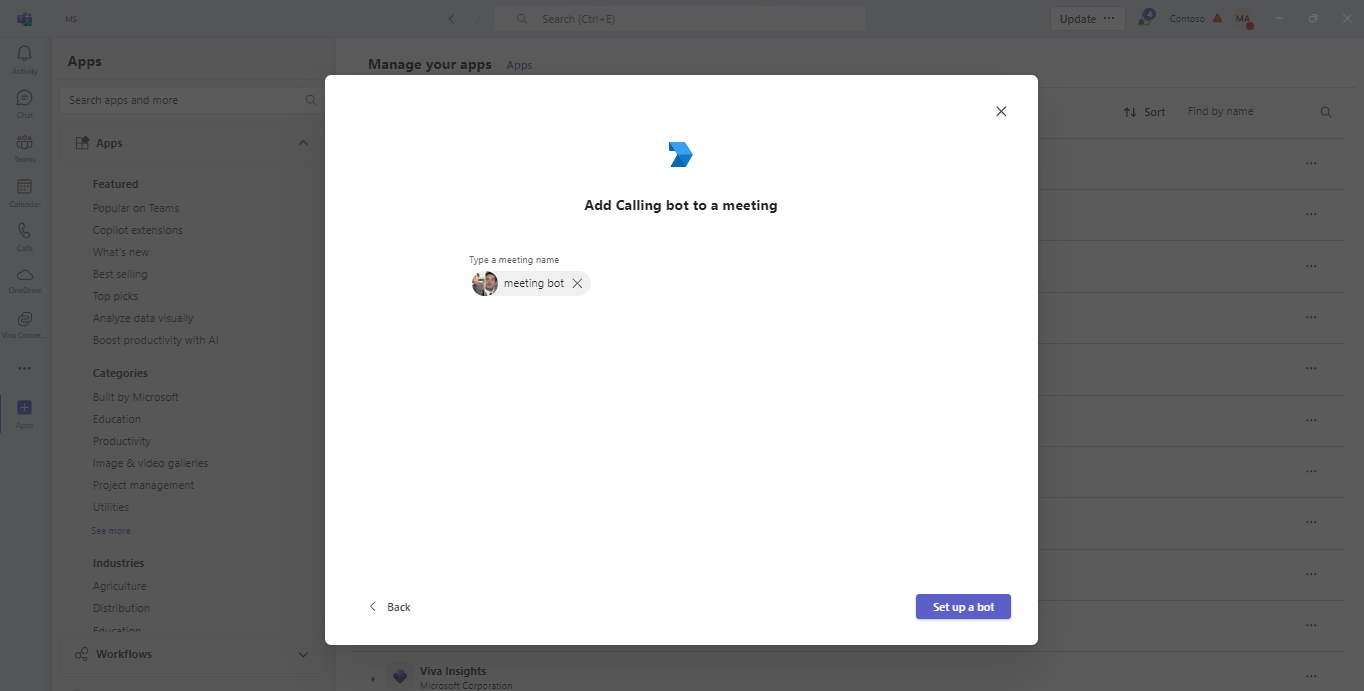 MS
Search (Ctrl+E)
Update
4
Contoso
MA
Activity
Chat
Teams
Calendar
Calls
OneDrive
Viva Conne...
Apps
Apps
Search apps and more
Apps
Featured
Popular on Teams
Copilot extensions
What's new
Best selling
Top picks
Analyze data visually
Boost productivity with AI
Categories
Built by Microsoft
Education
Productivity
Image & video galleries
Project management
Utilities
See more
Industries
Agriculture
Distribution
Education
Workflows
Manage your apps
Apps
Sort
Find by name
Add Calling bot to a meeting
Type a meeting name
meeting bot
Back
Set up a bot
Viva Insights
Microsoft Corporation